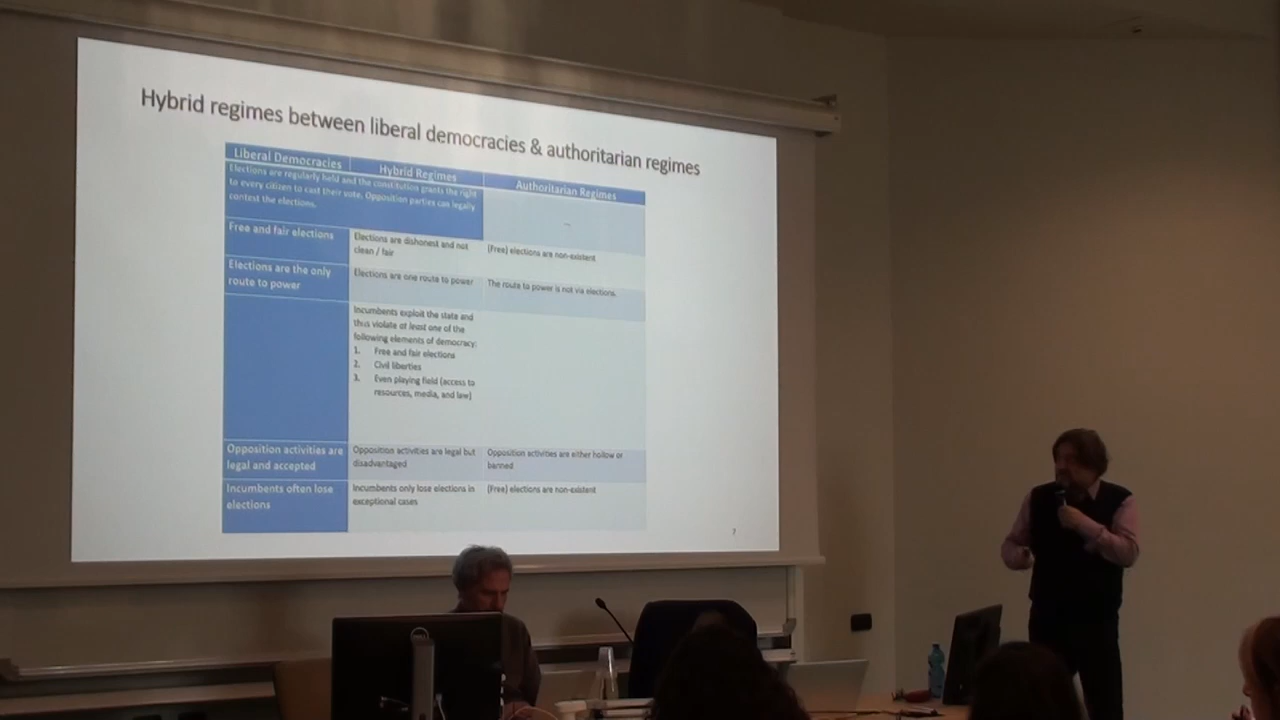 Hybrid regimes between liberal democracies & authoritarian regimes
Liberal Democracies
Hybrid Regimes
Authoritarian Regimes
Elections are regularly held and the constitution grants the right
to every citizen to cast their vote. Opposition parties can legally
contest the elections.
Free and fair elections
Elections are dishonest and not
clean / fair
(Free) elections are non-existent
Elections are the only
route to power
Elections are one route to power
The route to power is not via elections.
Incumbents exploit the state and
thus violate at least one of the
following elements of democracy:
1. Free and fair elections
2. Civil liberties
3. Even playing field (access to
resources, media, and law)
Opposition activities are
legal and accepted
Opposition activities are legal but
disadvantaged
Opposition activities are either hollow or
banned
Incumbents often lose
elections
Incumbents only lose elections in
exceptional cases
(Free) elections are non-existent
7